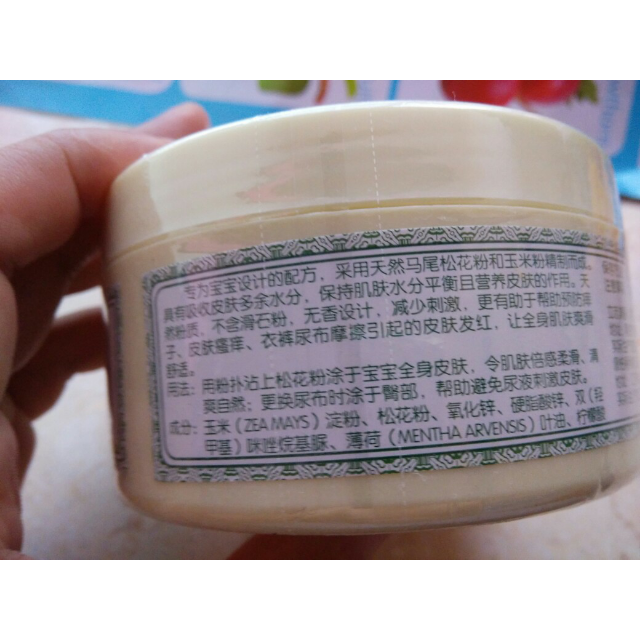 专为宝宝设计的配方，采用天然马尾松花粉和玉米粉精制而成。
具有吸收皮肤多余水分，保持肌肤水分平衡且营养皮肤的作用。天
然粉质、不含滑石粉，无香设计，减少刺激，更有助于帮助预防痱
子、皮肤瘙痒、衣裤尿布摩擦引起的皮肤发红，让全身肌肤爽滑
舒适。
用法：用粉扑沾上松花粉涂于宝宝全身皮肤，令肌肤倍感柔滑、清
爽自然；更换尿布时涂于臀部，帮助避免尿液刺激皮肤。
成分：玉米（ZEA MAYS）淀粉、松花粉、氧化锌、硬脂酸锌、双（羟
甲基）咪唑烷基脲、薄荷（MENTHA ARVENSIS）叶油、柠檬酸